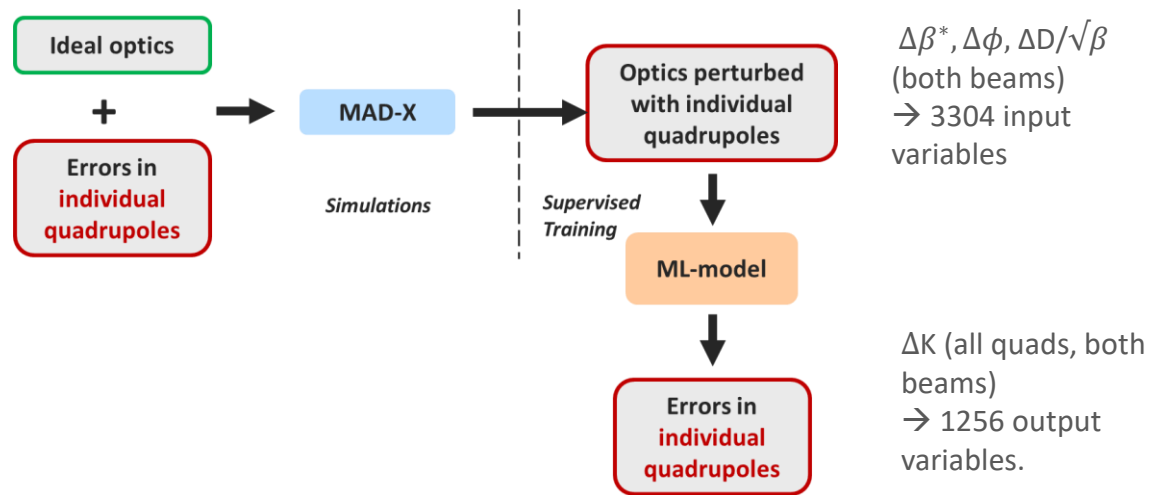 Ideal optics
+
Errors in
individual
quadrupoles
MAD-X
Simulations
Supervised
Training
Optics perturbed
with individual
quadrupoles
ML-model
Errors in
individual
quadrupoles
Δβ*, Δϕ, ΔD/√β
(both beams)
→ 3304 input
variables
ΔK (all quads, both
beams)
→ 1256 output
variables.